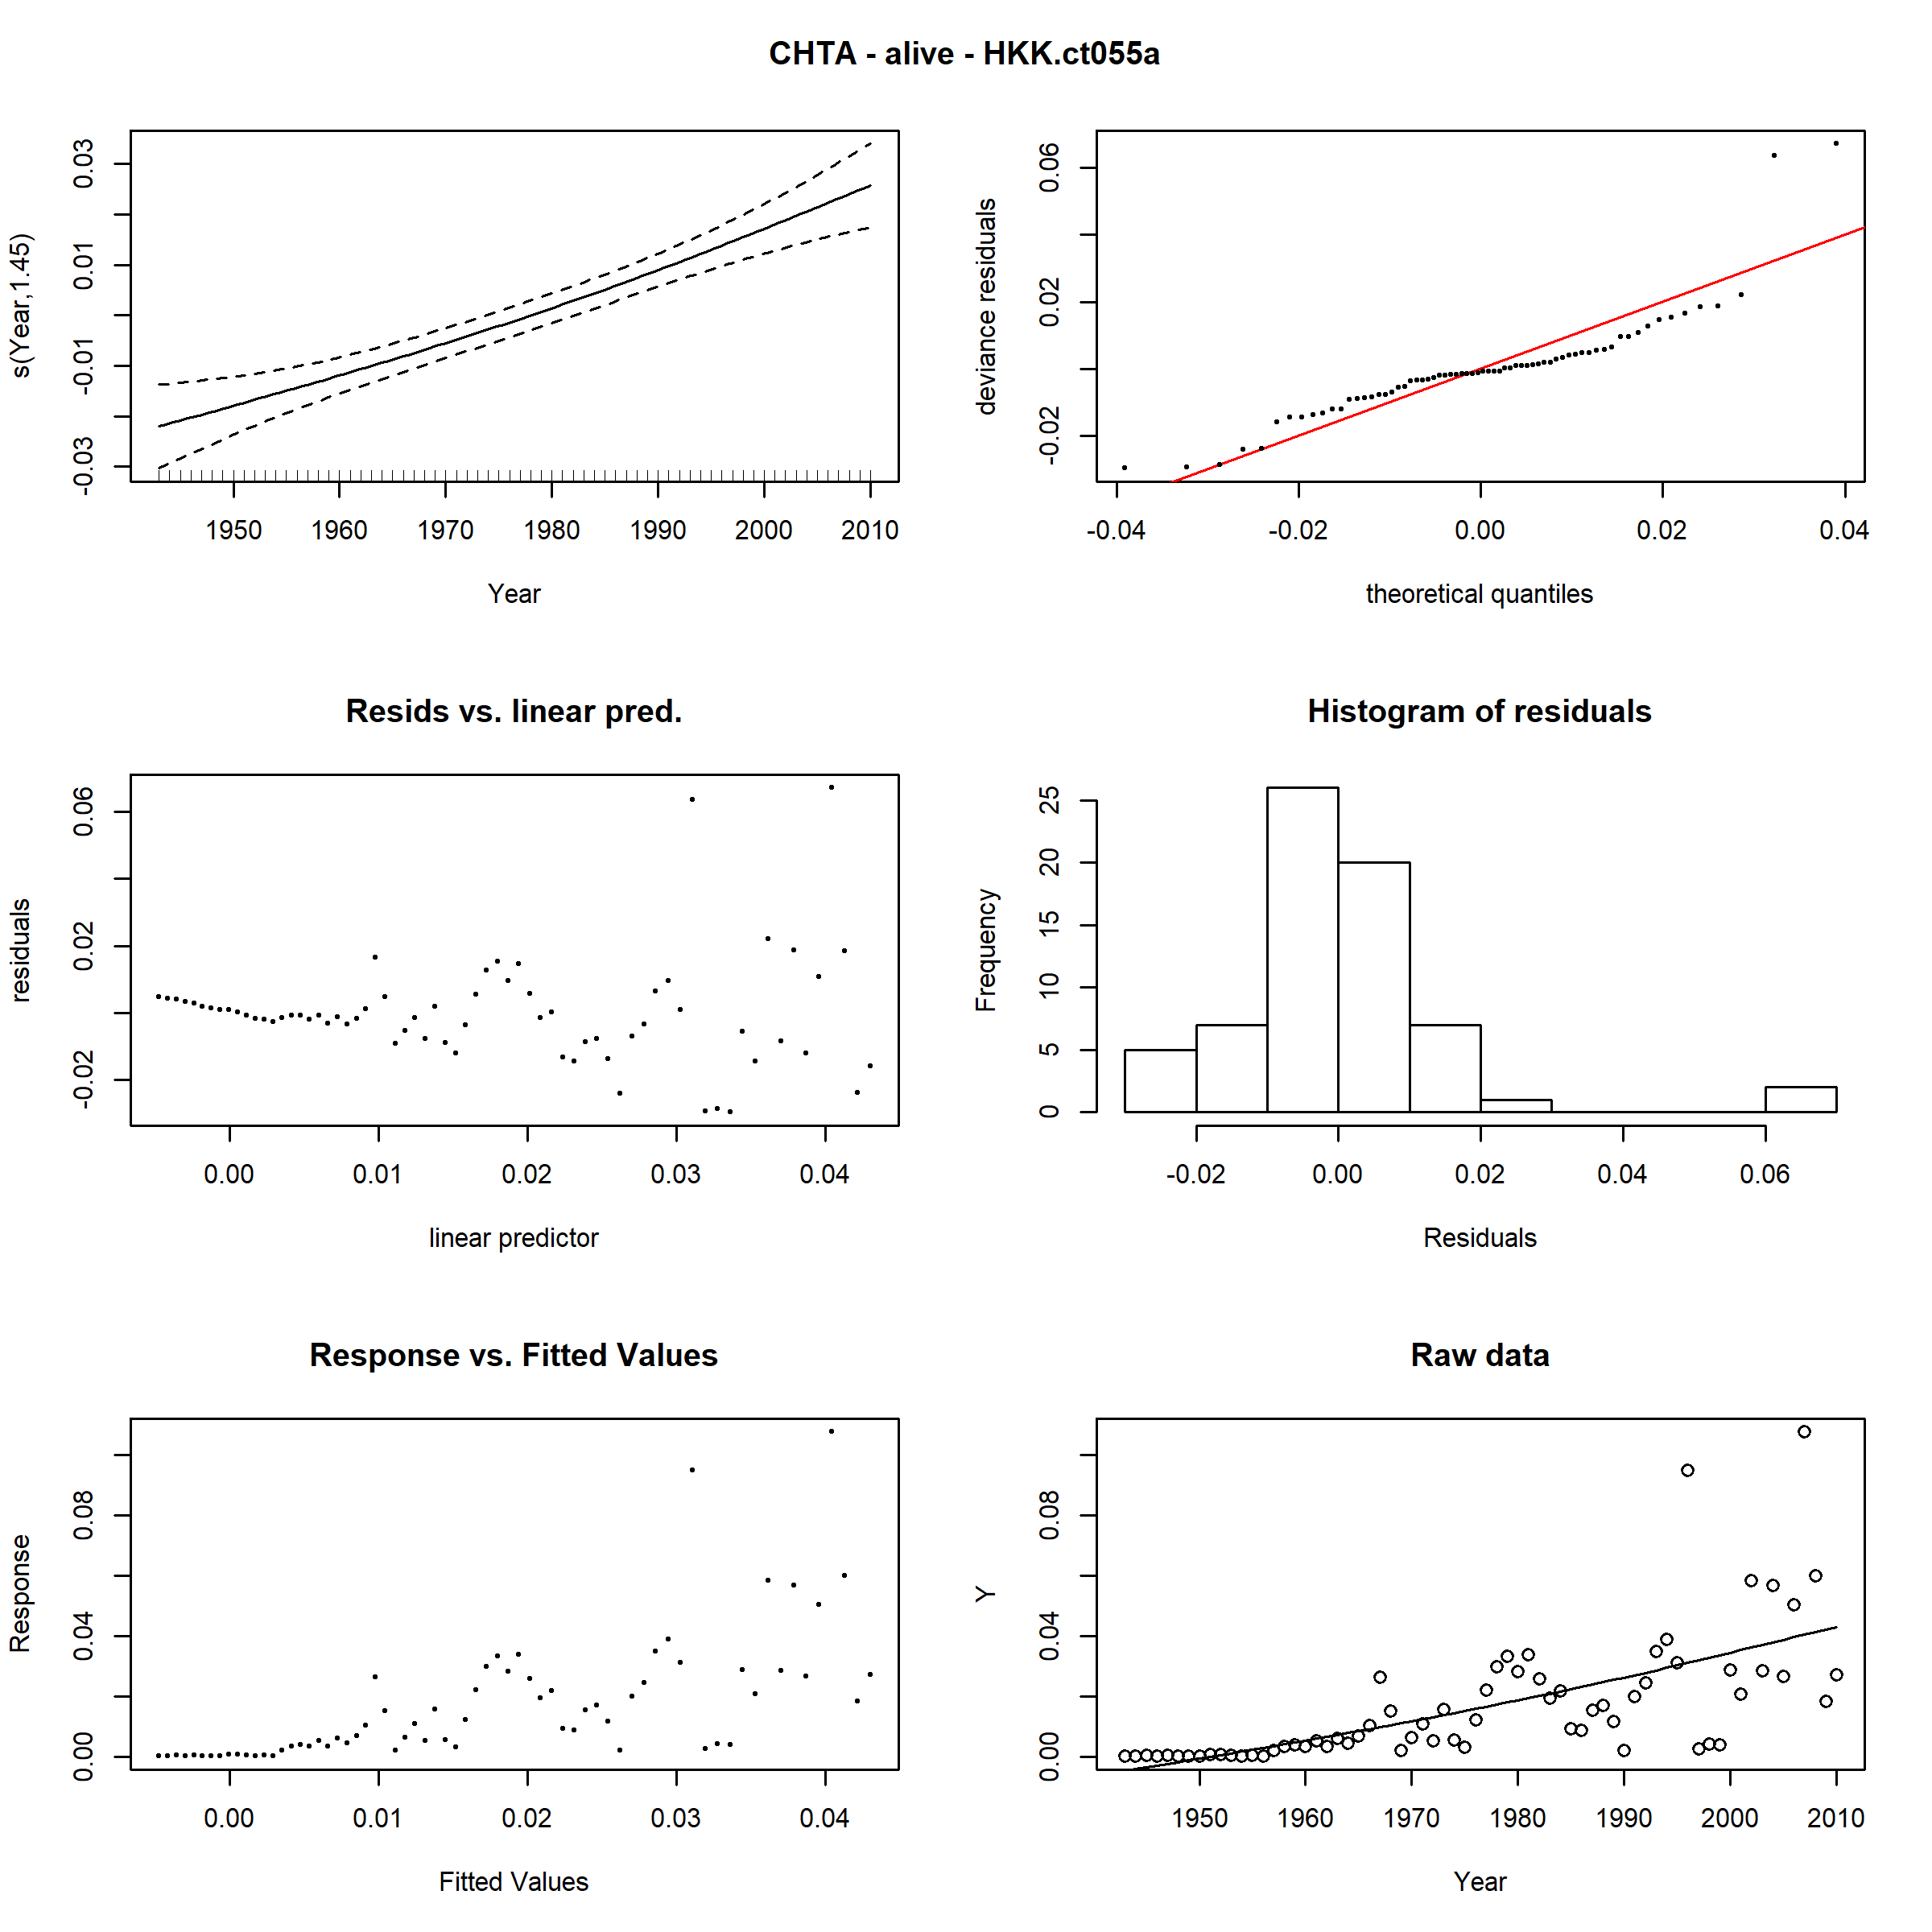 CHTA - alive - HKK.ct055a
s(Year,1.45)
-0.03 -0.01 0.01 0.03
1950 1960 1970 1980 1990 2000 2010
Year
deviance residuals
-0.02 0.02 0.06
-0.04 -0.02 0.00 0.02 0.04
theoretical quantiles
Resids vs. linear pred.
residuals
-0.02 0.02 0.06
0.00 0.01 0.02 0.03 0.04
linear predictor
Histogram of residuals
Frequency
0 5 10 15 20 25
-0.02 0.00 0.02 0.04 0.06
Residuals
Response vs. Fitted Values
Response
0.00 0.04 0.08
0.00 0.01 0.02 0.03 0.04
Fitted Values
Raw data
Y
0.00 0.04 0.08
1950 1960 1970 1980 1990 2000 2010
Year